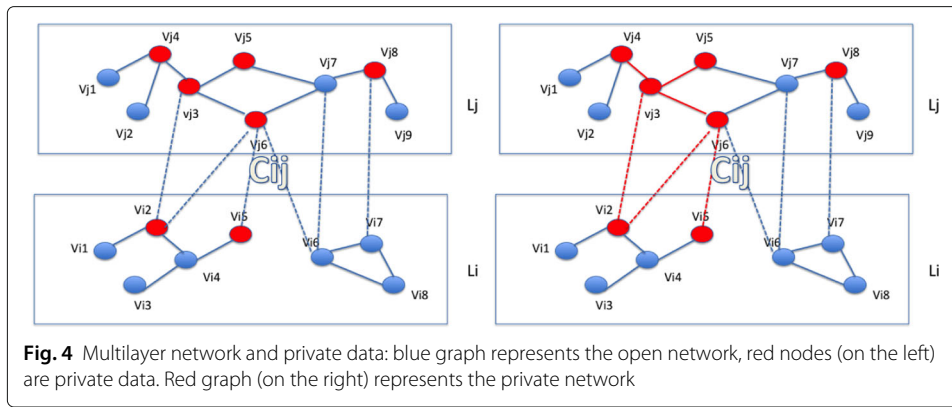 Vj4 Vj5 Vj7 Vj8
Vj1 Vj2 vj3 Vj6 Vj9
Lj
Cij
Vi2 Vi5 Vi6 Vi7
Vi1 Vi4 Vi3 Vi8
Li
Vj4 Vj5 Vj7 Vj8
Vj1 Vj2 vj3 Vj6 Vj9
Lj
Cij
Vi2 Vi5 Vi6 Vi7
Vi1 Vi4 Vi3 Vi8
Li
Fig. 4 Multilayer network and private data: blue graph represents the open network, red nodes (on the left)
are private data. Red graph (on the right) represents the private network